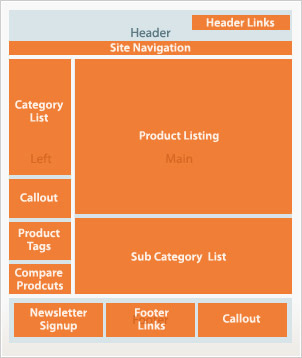 Header Links
Header
Site Navigation
Category
List
Left
Product Listing
Main
Callout
Product
Tags
Compare
Prodcuts
Sub Category List
Newsletter
Signup
Footer
Links
Callout